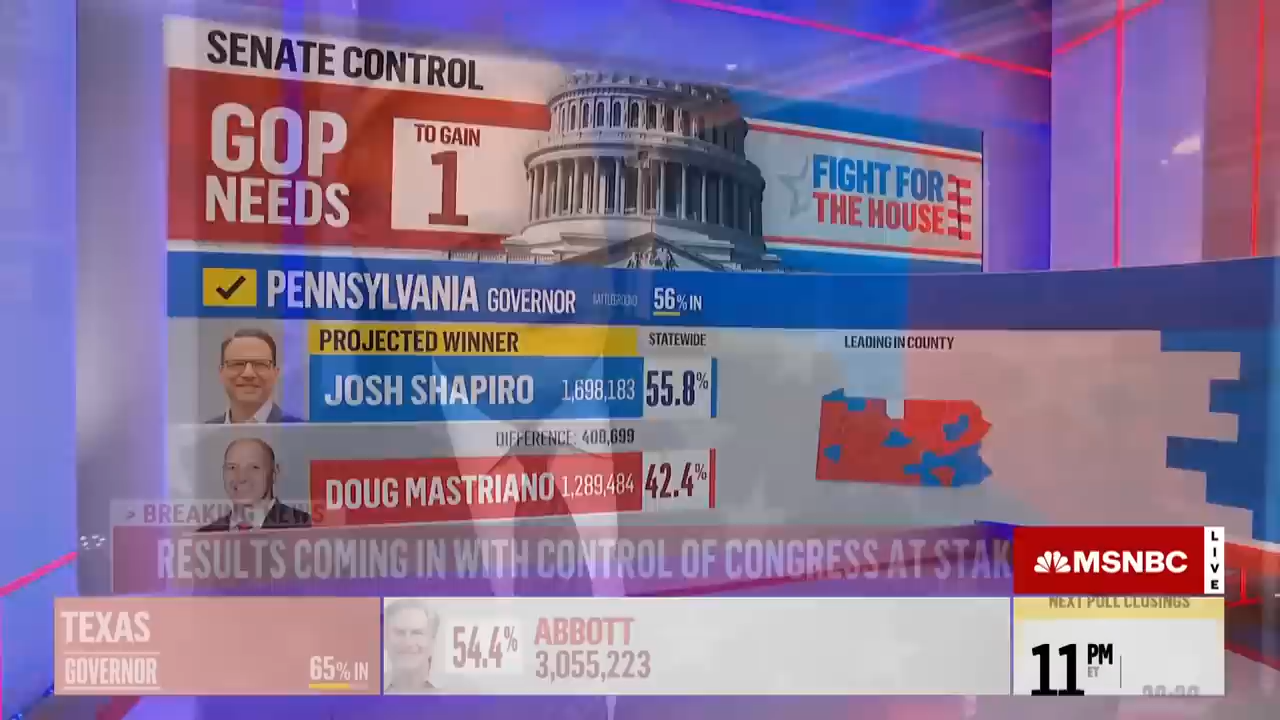 SENATE CONTROL
GOP
NEEDS
TO GAIN
1
FIGHT FOR
THE HOUSE
PENNSYLVANIA GOVERNOR BATTLEGROUND 56% IN
PROJECTED WINNER
STATEWIDE
LEADING IN COUNTY
JOSH SHAPIRO 1,698,183 55.8%
DIFFERENCE: 408,699
DOUG MASTRIANO 1,289,484 42.4%
> BREAKING NEWS
RESULTS COMING IN WITH CONTROL OF CONGRESS AT STAK
MSNBC
LIVE
TEXAS
GOVERNOR
65% IN
54.4%
ABBOTT
3,055,223
NEXT POLL CLOSINGS
11 PM
ET